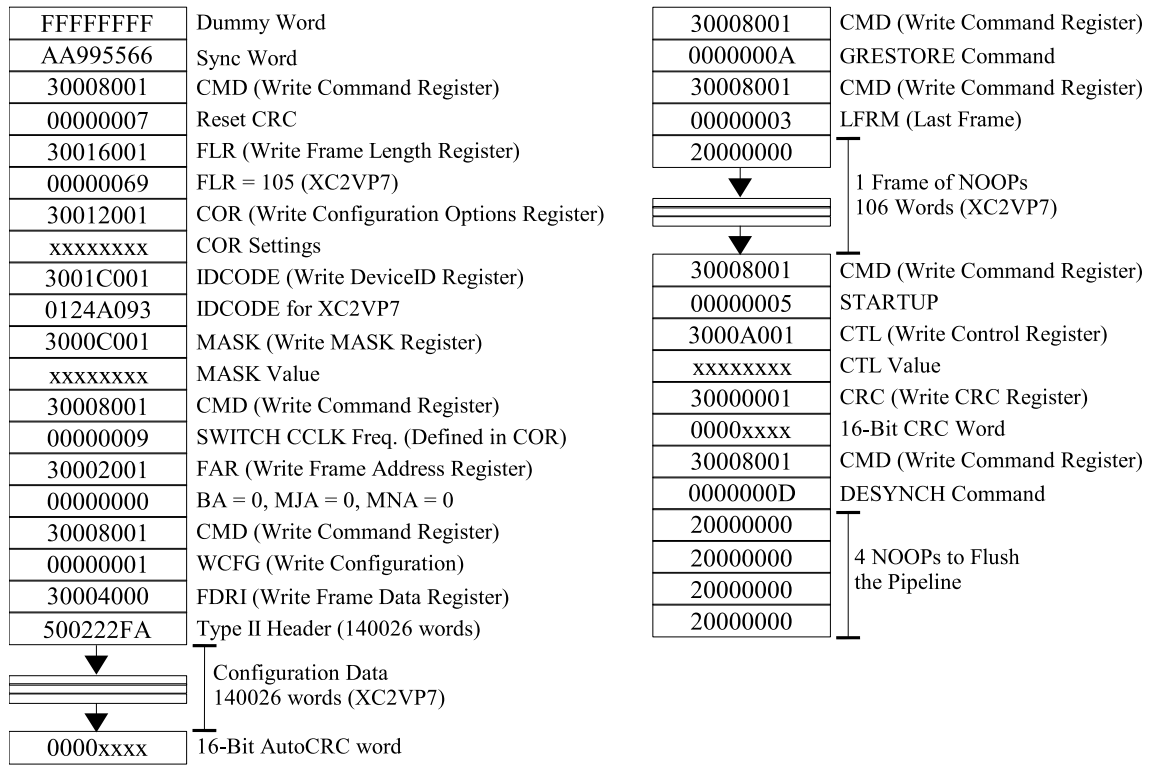 FFFFFFFF Dummy Word
AA995566 Sync Word
30008001 CMD (Write Command Register)
00000007 Reset CRC
30016001 FLR (Write Frame Length Register)
00000069 FLR = 105 (XC2VP7)
30012001 COR (Write Configuration Options Register)
xxxxxxxx COR Settings
3001C001 IDCODE (Write DeviceID Register)
0124A093 IDCODE for XC2VP7
3000C001 MASK (Write MASK Register)
xxxxxxxx MASK Value
30008001 CMD (Write Command Register)
00000009 SWITCH CCLK Freq. (Defined in COR)
30002001 FAR (Write Frame Address Register)
00000000 BA = 0, MJA = 0, MNA = 0
30008001 CMD (Write Command Register)
00000001 WCFG (Write Configuration)
30004000 FDRI (Write Frame Data Register)
500222FA Type II Header (140026 words)
Configuration Data
140026 words (XC2VP7)
0000xxxx 16-Bit AutoCRC word
30008001 CMD (Write Command Register)
0000000A GRESTORE Command
30008001 CMD (Write Command Register)
00000003 LFRM (Last Frame)
20000000
1 Frame of NOOPs
106 Words (XC2VP7)
30008001 CMD (Write Command Register)
00000005 STARTUP
3000A001 CTL (Write Control Register)
xxxxxxxx CTL Value
30000001 CRC (Write CRC Register)
0000xxxx 16-Bit CRC Word
30008001 CMD (Write Command Register)
0000000D DESYNCH Command
20000000
20000000
20000000
20000000
4 NOOPs to Flush
the Pipeline